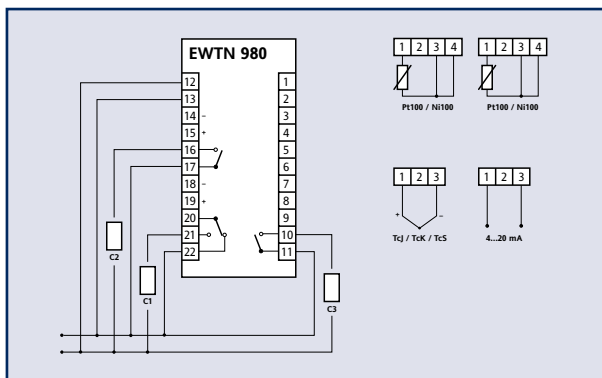 EWTN 980
12 1
13 2
14 – 3
15 + 4
16 5
17 6
18 – 7
19 + 8
20 9
21 10
22 11
C2
C1
C3
1 2 3 4
Pt100 / Ni100
1 2 3 4
Pt100 / Ni100
1 2 3
+ –
TcJ / TcK / TcS
1 2 3
4...20 mA